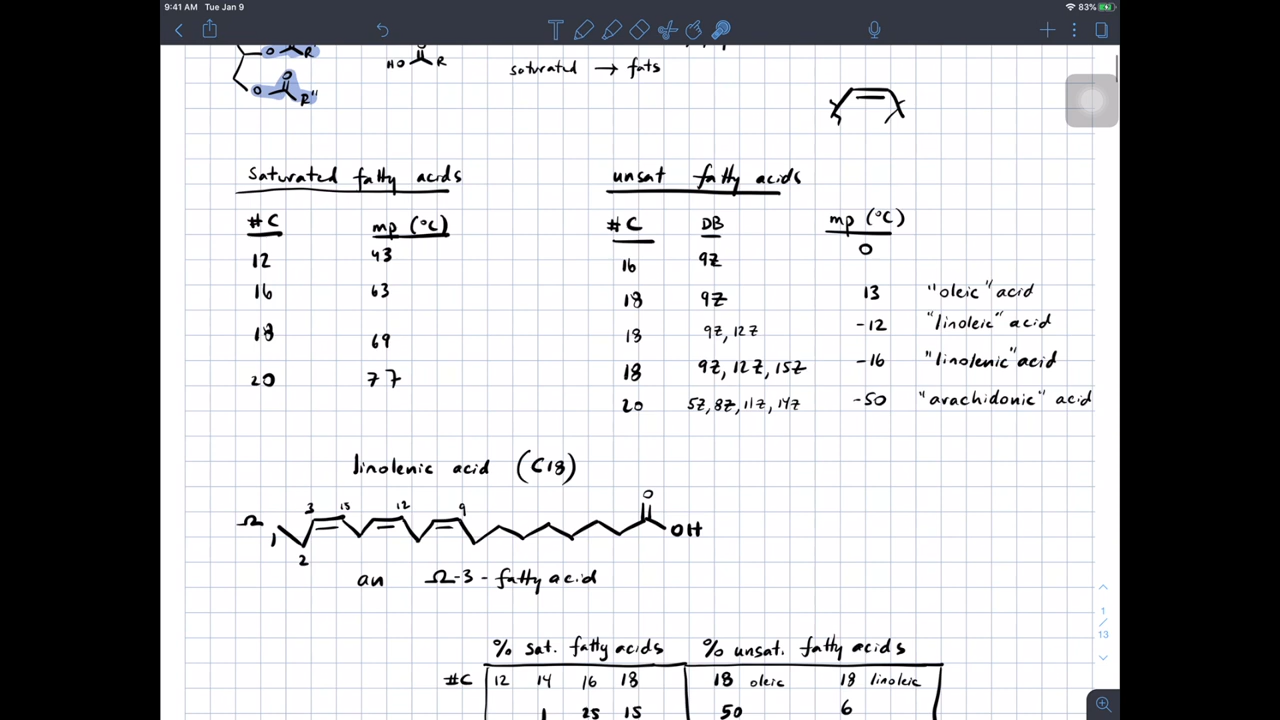 9:41 AM Tue Jan 9
83%
O R'
HO R
saturated → fats
O
O R"
Saturated fatty acids
unsat fatty acids
#C mp (°C)
#C DB mp (°C)
12 43
16 63
18 69
20 77
16 9Z 0
18 9Z 13 "oleic" acid
18 9Z, 12Z -12 "linoleic" acid
18 9Z, 12Z, 15Z -16 "linolenic" acid
20 5Z, 8Z, 11Z, 14Z -50 "arachidonic" acid
linolenic acid (C18)
Ω 1 2 3 15 12 9 O OH
an Ω-3-fatty acid
1
/
13
% sat. fatty acids % unsat. fatty acids
#C 12 14 16 18 18 oleic 18 linoleic
1 25 15 50 6